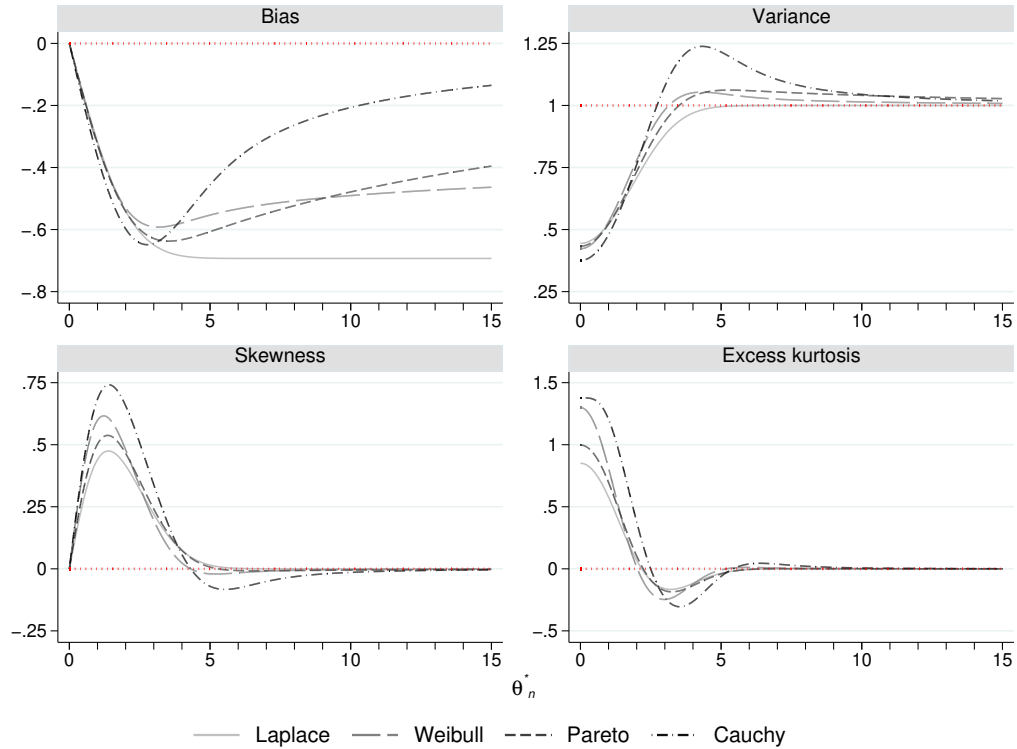 Bias
Variance
0
−.2
−.4
−.6
−.8
0 5 10 15
1.25
1
.75
.5
.25
0 5 10 15
Skewness
Excess kurtosis
.75
.5
.25
0
−.25
0 5 10 15
1.5
1
.5
0
−.5
0 5 10 15
θ*n
Laplace Weibull Pareto Cauchy